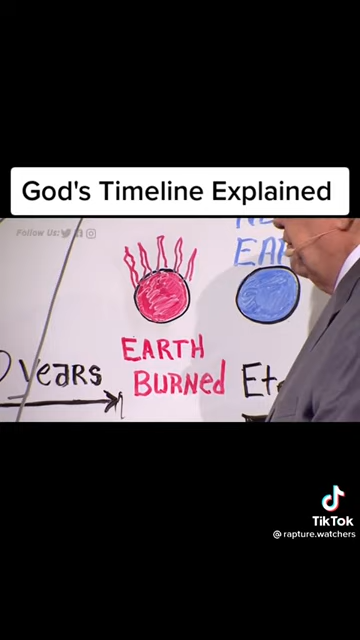 God's Timeline Explained
Follow Us:
EARTH
BURNED
years
TikTok
@rapture.watchers